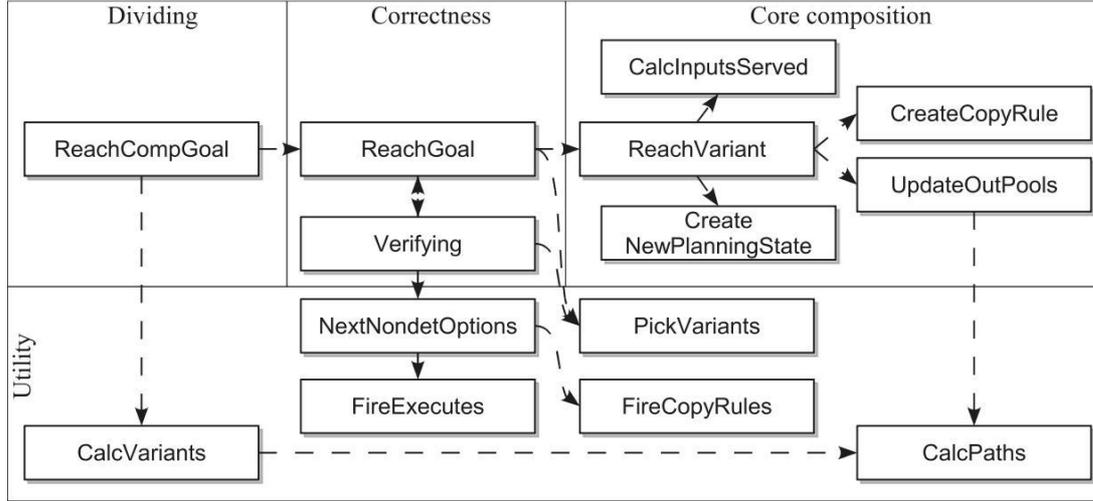 Dividing
Correctness
Core composition
CalcInputsServed
ReachCompGoal
ReachGoal
ReachVariant
CreateCopyRule
UpdateOutPools
Verifying
Create
NewPlanningState
Utility
NextNondetOptions
PickVariants
FireExecutes
FireCopyRules
CalcVariants
CalcPaths